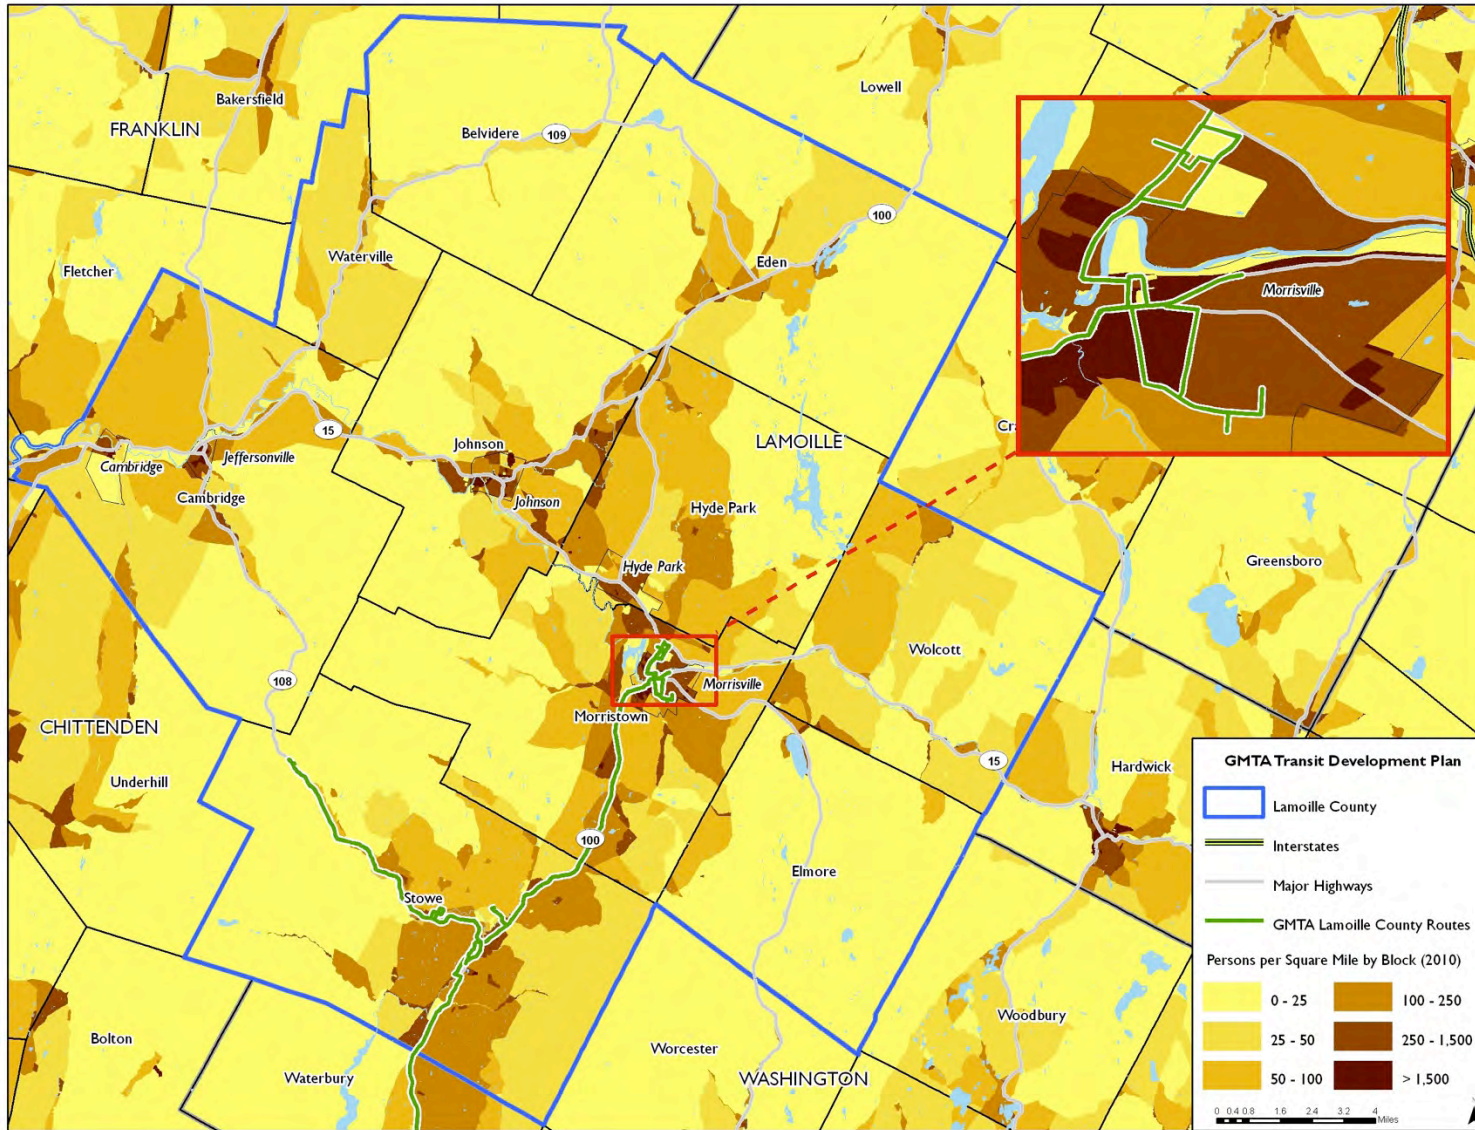 Lowell
Bakersfield
FRANKLIN
Belvidere
109
100
Waterville
Eden
Fletcher
Morrisville
15
Johnson
LAMOILLE
Cambridge
Jeffersonville
Cambridge
Johnson
Hyde Park
Greensboro
Hyde Park
Wolcott
108
Morrisville
Morristown
CHITTENDEN
Underhill
15
Hardwick
100
Elmore
Stowe
Woodbury
Bolton
Worcester
Waterbury
WASHINGTON
GMTA Transit Development Plan
Lamoille County
Interstates
Major Highways
GMTA Lamoille County Routes
Persons per Square Mile by Block (2010)
0 - 25
100 - 250
25 - 50
250 - 1,500
50 - 100
> 1,500
0 0.4 0.8 1.6 2.4 3.2 4
Miles